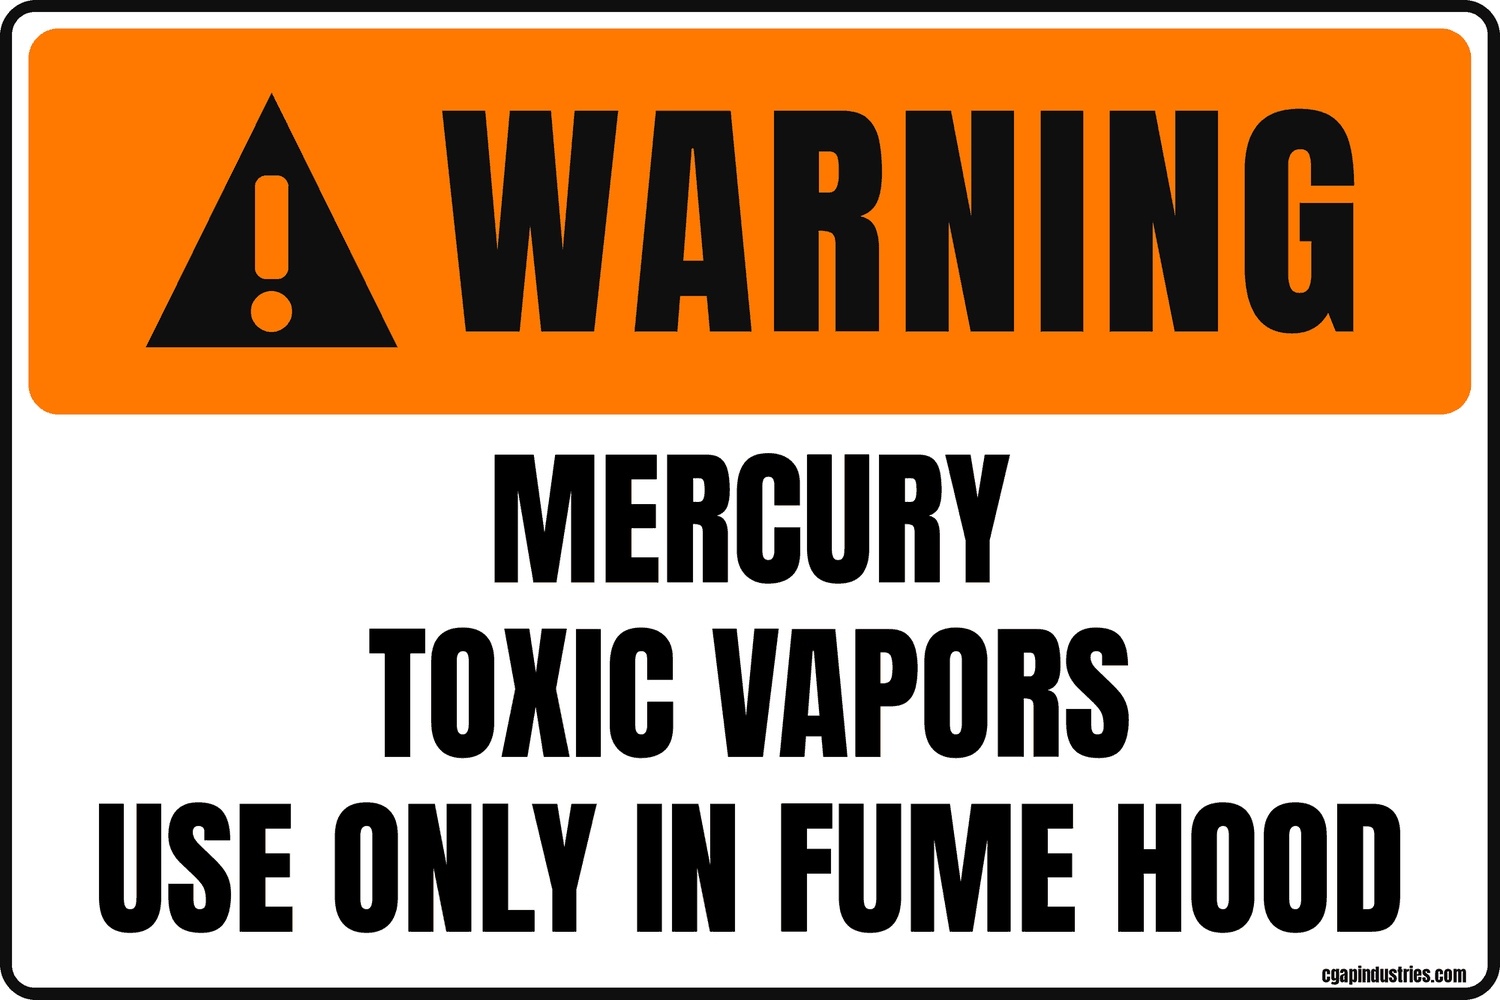 WARNING
MERCURY
TOXIC VAPORS
USE ONLY IN FUME HOOD
cgapindustries.com